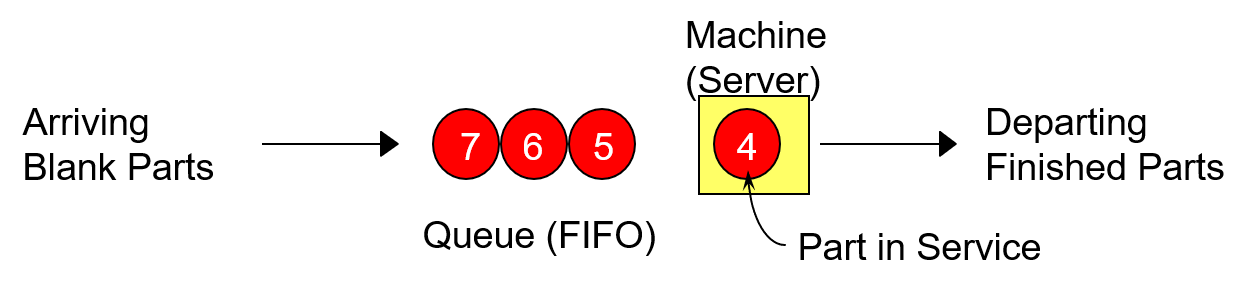 Machine
(Server)
Arriving
Blank Parts
7 6 5
4
Departing
Finished Parts
Queue (FIFO)
Part in Service